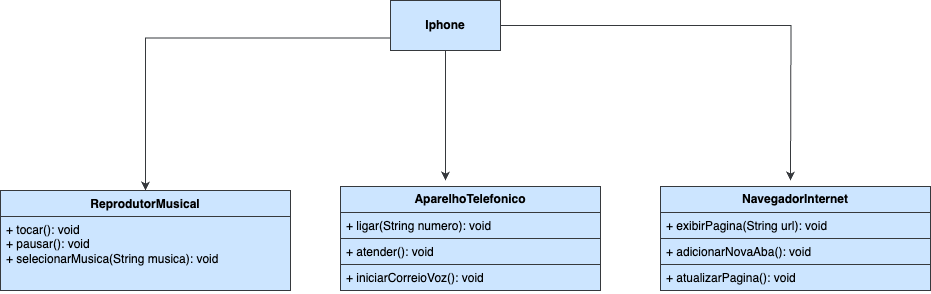 Iphone
ReprodutorMusical
+ tocar(): void
+ pausar(): void
+ selecionarMusica(String musica): void
AparelhoTelefonico
+ ligar(String numero): void
+ atender(): void
+ iniciarCorreioVoz(): void
NavegadorInternet
+ exibirPagina(String url): void
+ adicionarNovaAba(): void
+ atualizarPagina(): void